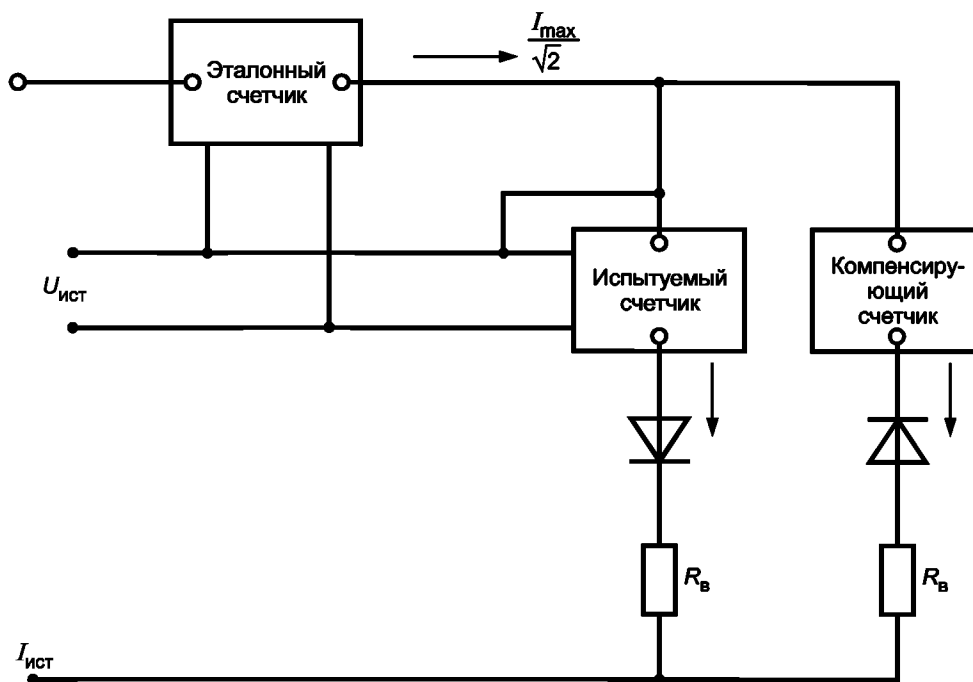 Эталонный
счетчик
I_max
√2
U_ист
Испытуемый
счетчик
Компенсиру-
ющий
счетчик
R_в
R_в
I_ист